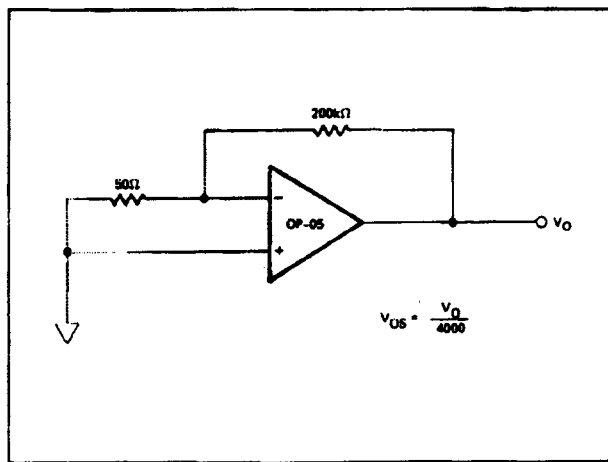 200kΩ
50Ω
−
OP-05
+
VO
VOS = VO
4000